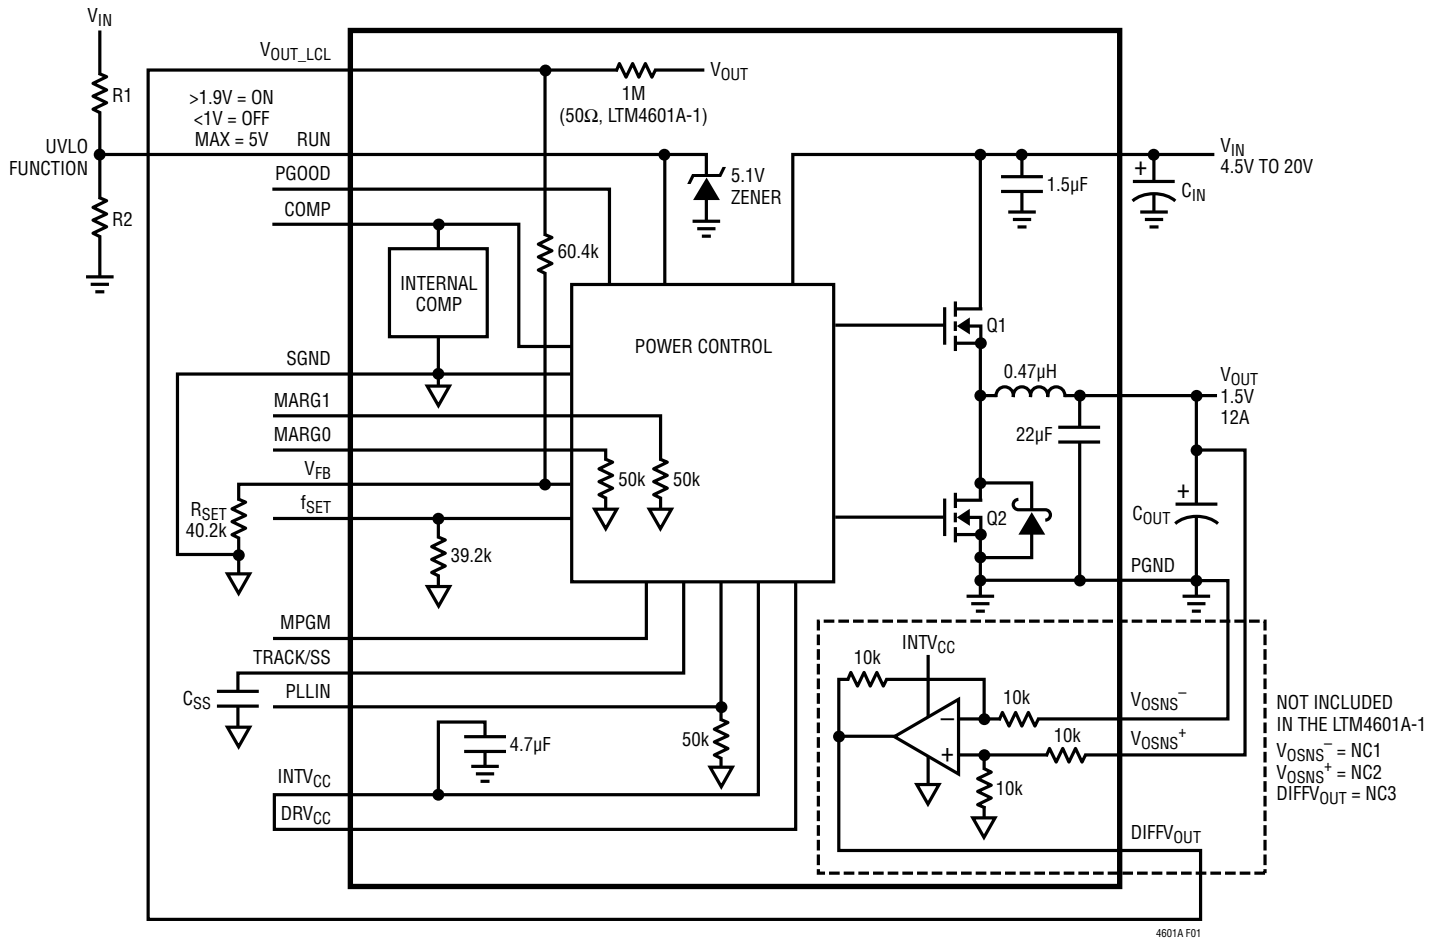 VIN
R1
UVLO
FUNCTION
R2
VOUT_LCL
>1.9V = ON
<1V = OFF
MAX = 5V
RUN
PGOOD
COMP
1M
(50Ω, LTM4601A-1)
VOUT
5.1V
ZENER
60.4k
INTERNAL
COMP
POWER CONTROL
1.5µF
VIN
4.5V TO 20V
CIN
Q1
0.47µH
VOUT
1.5V
12A
22µF
Q2
COUT
PGND
SGND
MARG1
MARG0
VFB
fSET
50k
50k
RSET
40.2k
39.2k
MPGM
TRACK/SS
PLLIN
CSS
4.7µF
50k
INTVCC
DRVCC
INTVCC
10k
10k
10k
10k
–
+
VOSNS–
VOSNS+
DIFFVOUT
NOT INCLUDED
IN THE LTM4601A-1
VOSNS– = NC1
VOSNS+ = NC2
DIFFVOUT = NC3
4601A F01